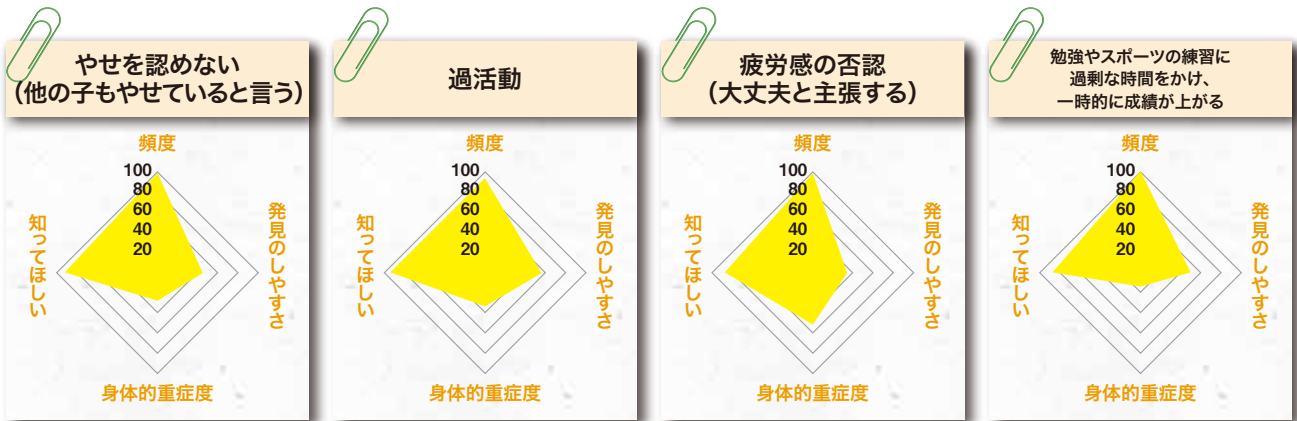 やせを認めない
（他の子もやせていると言う）
頻度
100
80
60
40
20
知ってほしい
発見のしやすさ
身体的重症度
過活動
頻度
100
80
60
40
20
知ってほしい
発見のしやすさ
身体的重症度
疲労感の否認
（大丈夫と主張する）
頻度
100
80
60
40
20
知ってほしい
発見のしやすさ
身体的重症度
勉強やスポーツの練習に
過剰な時間をかけ、
一時的に成績が上がる
頻度
100
80
60
40
20
知ってほしい
発見のしやすさ
身体的重症度